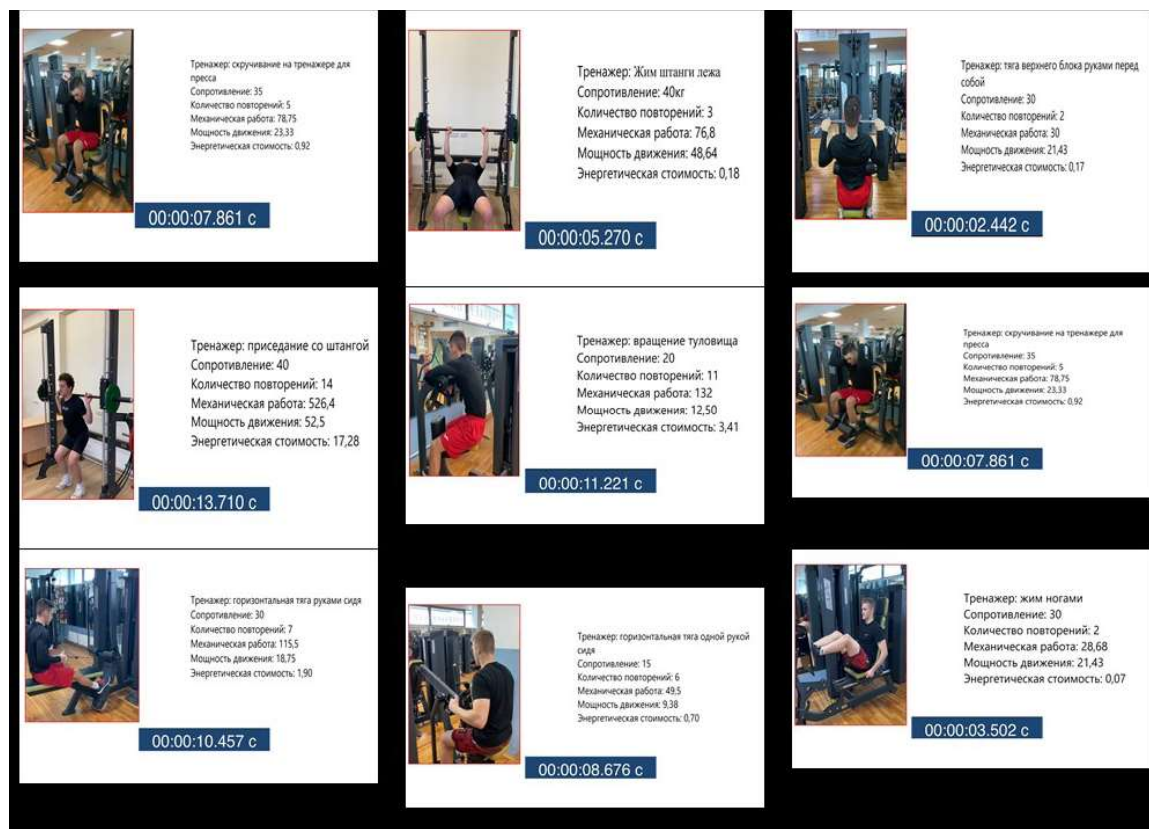 Тренажер: скручивание на тренажере для
пресса
Сопротивление: 35
Количество повторений: 5
Механическая работа: 78,75
Мощность движения: 23,33
Энергетическая стоимость: 0,92
00:00:07.861 с
Тренажер: Жим штанги лежа
Сопротивление: 40кг
Количество повторений: 3
Механическая работа: 76,8
Мощность движения: 48,64
Энергетическая стоимость: 0,18
00:00:05.270 с
Тренажер: тяга верхнего блока руками перед
собой
Сопротивление: 30
Количество повторений: 2
Механическая работа: 30
Мощность движения: 21,43
Энергетическая стоимость: 0,17
00:00:02.442 с
Тренажер: приседание со штангой
Сопротивление: 40
Количество повторений: 14
Механическая работа: 526,4
Мощность движения: 52,5
Энергетическая стоимость: 17,28
00:00:13.710 с
Тренажер: вращение туловища
Сопротивление: 20
Количество повторений: 11
Механическая работа: 132
Мощность движения: 12,50
Энергетическая стоимость: 3,41
00:00:11.221 с
Тренажер: скручивание на тренажере для
пресса
Сопротивление: 35
Количество повторений: 5
Механическая работа: 78,75
Мощность движения: 23,33
Энергетическая стоимость: 0,92
00:00:07.861 с
Тренажер: горизонтальная тяга руками сидя
Сопротивление: 30
Количество повторений: 7
Механическая работа: 115,5
Мощность движения: 18,75
Энергетическая стоимость: 1,90
00:00:10.457 с
Тренажер: горизонтальная тяга одной рукой
сидя
Сопротивление: 15
Количество повторений: 6
Механическая работа: 49,5
Мощность движения: 9,38
Энергетическая стоимость: 0,70
00:00:08.676 с
Тренажер: жим ногами
Сопротивление: 30
Количество повторений: 2
Механическая работа: 28,68
Мощность движения: 21,43
Энергетическая стоимость: 0,07
00:00:03.502 с